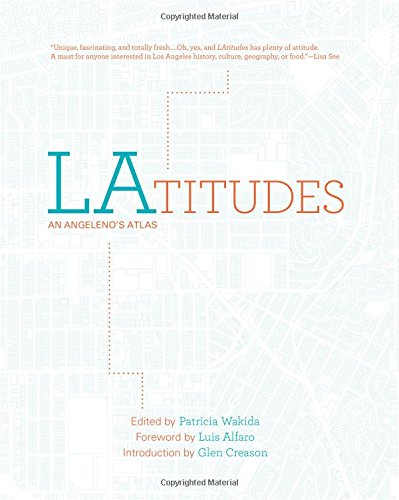 Copyrighted Material
"Unique, fascinating, and totally fresh....Oh, yes, and LAtitudes has plenty of attitude.
A must for anyone interested in Los Angeles history, culture, geography, or food."—Lisa See
LATITUDES
AN ANGELENO'S ATLAS
Edited by Patricia Wakida
Foreword by Luis Alfaro
Introduction by Glen Creason
Copyrighted Material